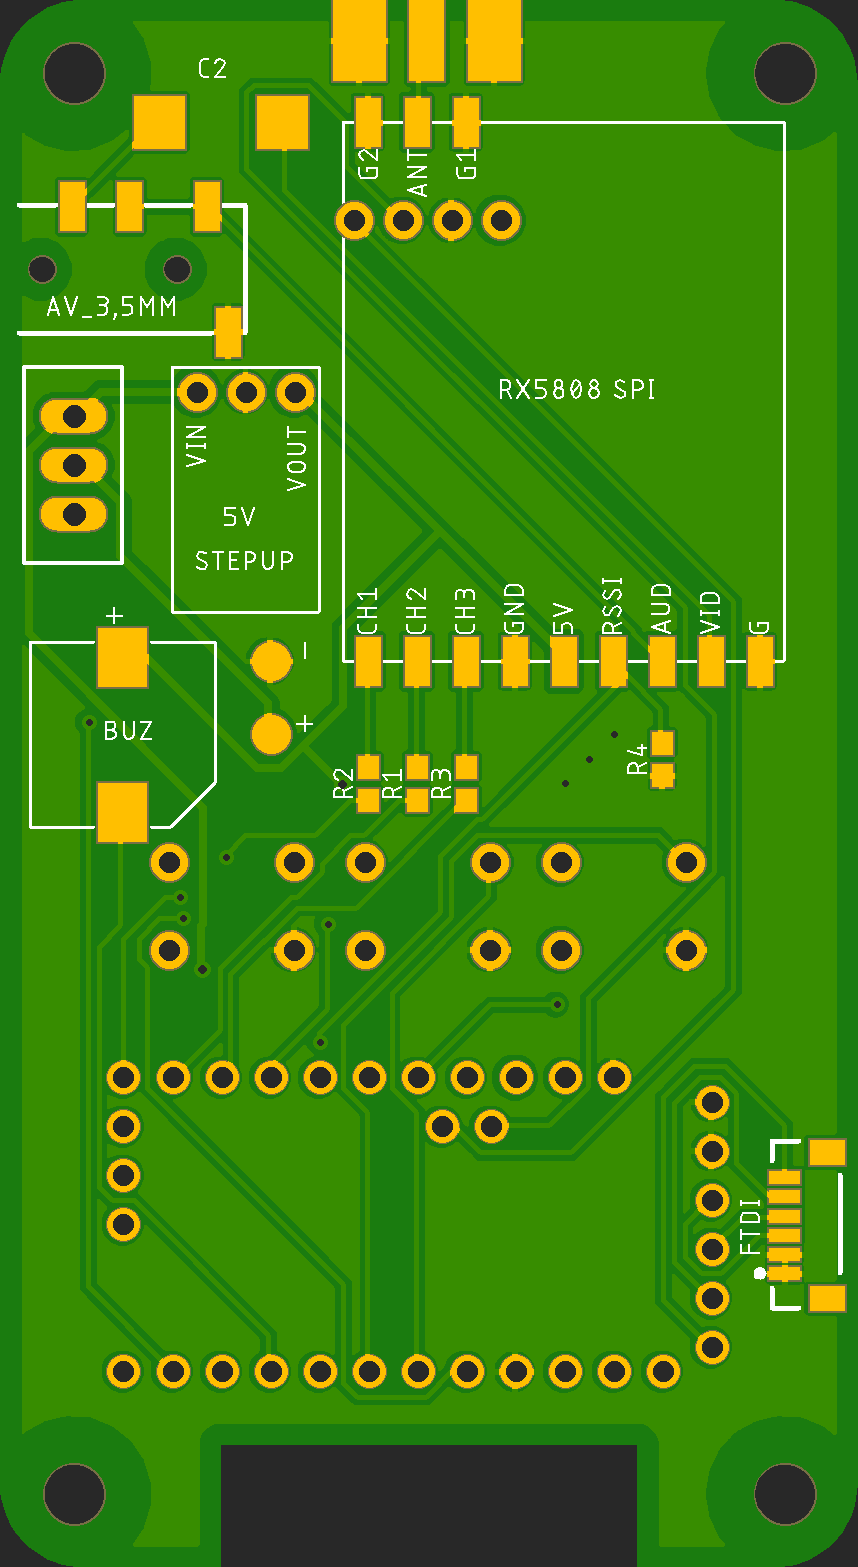 C2
G2
ANT
G1
AV_3,5MM
RX5808 SPI
VIN
VOUT
5V
STEPUP
CH1
CH2
CH3
GND
5V
RSSI
AUD
VID
G
+
-
+
BUZ
R2
R1
R3
R4
FTDI